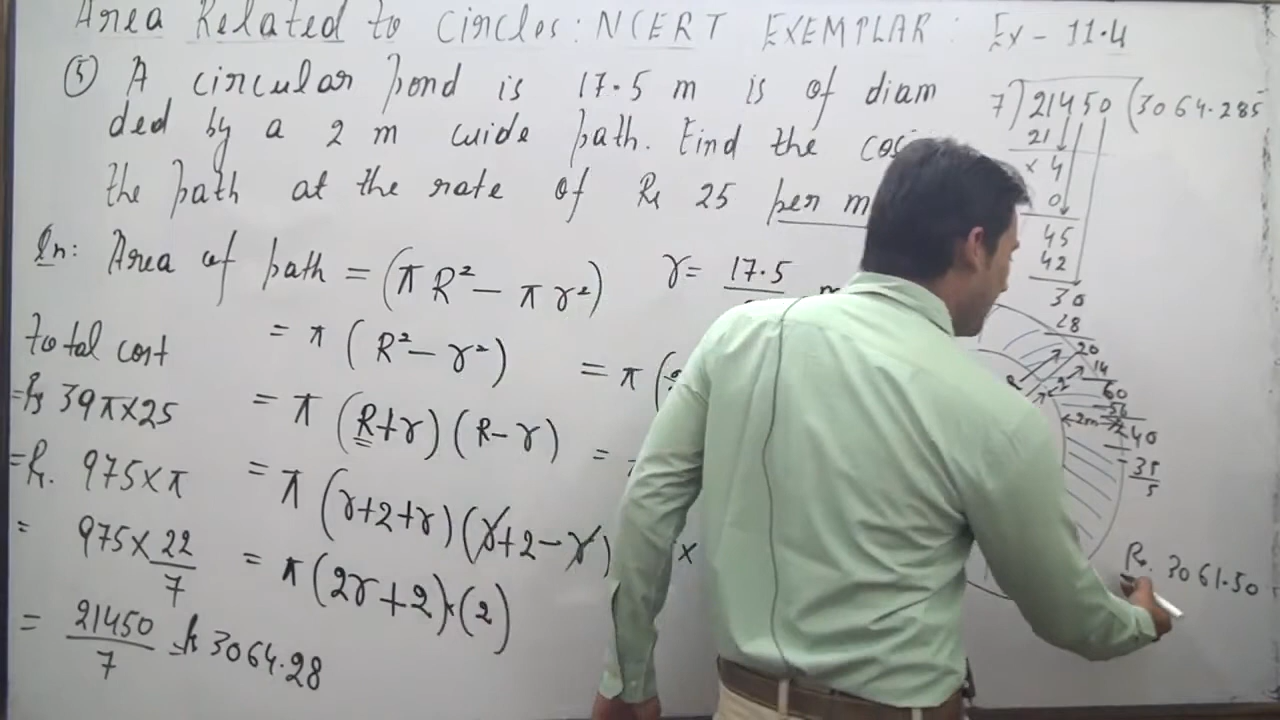 Area Related to Circles: NCERT EXEMPLAR: Ex- 11.4
⑤ A circular pond is 17.5 m is of diam
ded by a 2 m wide path. Find the cos
the path at the rate of Rs 25 per m
Area of path = (πR² - πr²)
r = 17.5
= π (R² - r²)
= π
= π (R+r) (R-r)
=
= π (r+2+r) (r+2-r)
×
= π (2r+2) × (2)
total cost
= Rs 39π×25
= Rs. 975×π
= 975× 22/7
= 21450/7 = Rs 3064.28
7)21450(3064.285
21
×4
0
45
42
30
28
20
14
60
56
40
35
5
2m
Rs. 3061.50